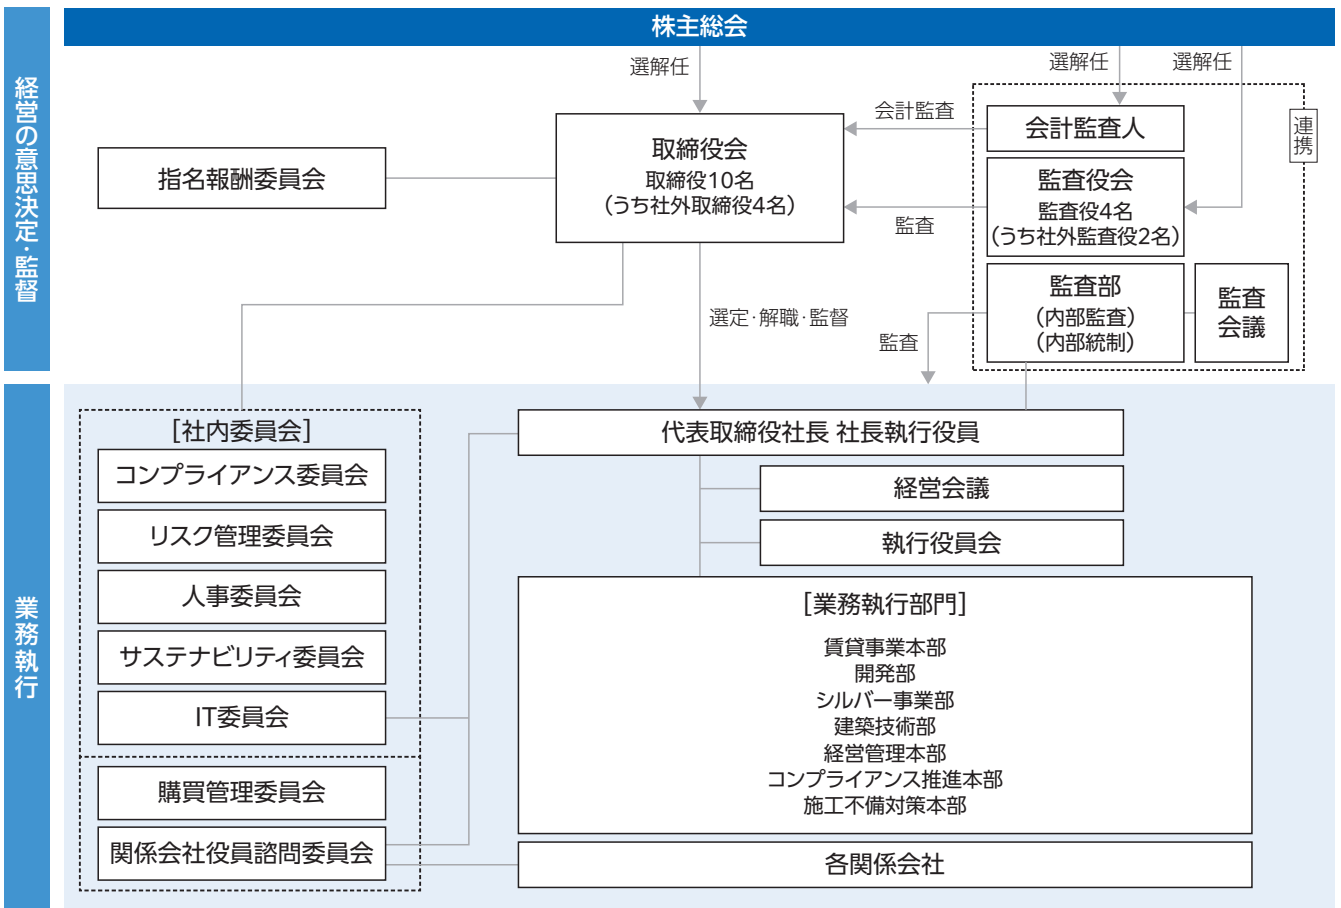 株主総会
経営の意思決定・監督
選解任
選解任
選解任
会計監査
会計監査人
連携
取締役会
取締役10名
(うち社外取締役4名)
指名報酬委員会
監査役会
監査役4名
(うち社外監査役2名)
監査
監査部
(内部監査)
(内部統制)
監査
会議
選定・解職・監督
監査
業務執行
[社内委員会]
コンプライアンス委員会
リスク管理委員会
人事委員会
サステナビリティ委員会
IT委員会
購買管理委員会
関係会社役員諮問委員会
代表取締役社長 社長執行役員
経営会議
執行役員会
[業務執行部門]
賃貸事業本部
開発部
シルバー事業部
建築技術部
経営管理本部
コンプライアンス推進本部
施工不備対策本部
各関係会社